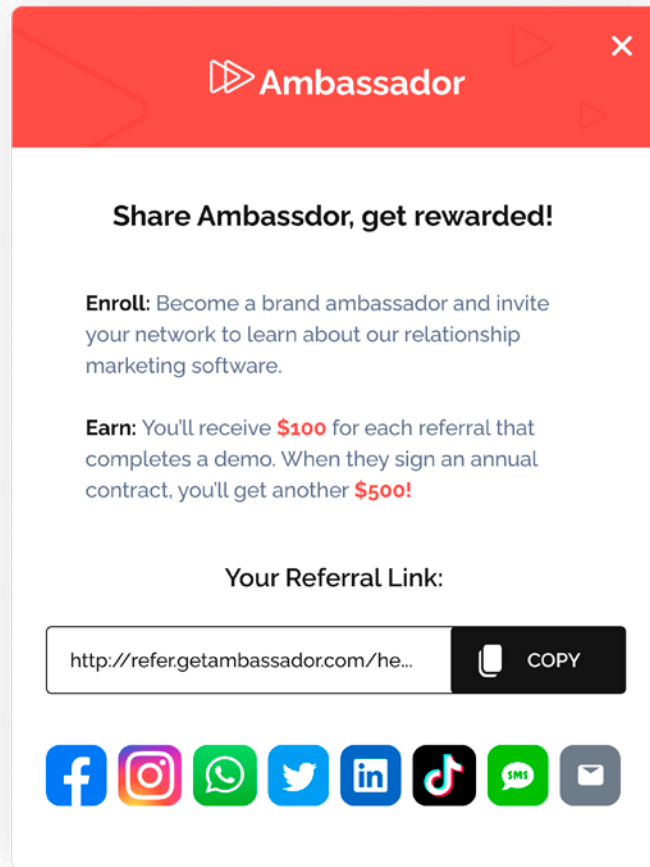 Ambassador
Share Ambassdor, get rewarded!
Enroll: Become a brand ambassador and invite
your network to learn about our relationship
marketing software.
Earn: You'll receive $100 for each referral that
completes a demo. When they sign an annual
contract, you'll get another $500!
Your Referral Link:
http://refer.getambassador.com/he... COPY
f in SMS